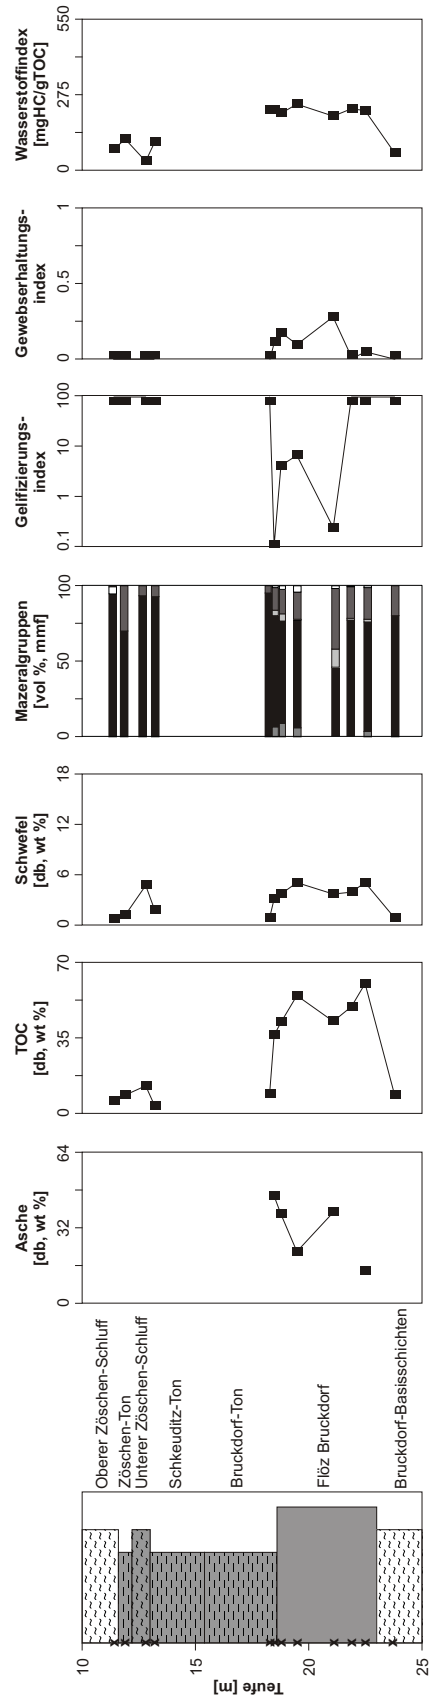 Teufe [m]
10
15
20
25
Oberer Zöschen-Schluff
Zöschen-Ton
Unterer Zöschen-Schluff
Schkeuditz-Ton
Bruckdorf-Ton
Flöz Bruckdorf
Bruckdorf-Basisschichten
Asche
[db, wt %]
0
32
64
TOC
[db, wt %]
0
35
70
Schwefel
[db, wt %]
0
6
12
18
Mazeralgruppen
[vol %, mmf]
0
50
100
Gelifizierungs-
index
0.1
1
10
100
Gewebserhaltungs-
index
0
0.5
1
Wasserstoffindex
[mgHC/gTOC]
0
275
550